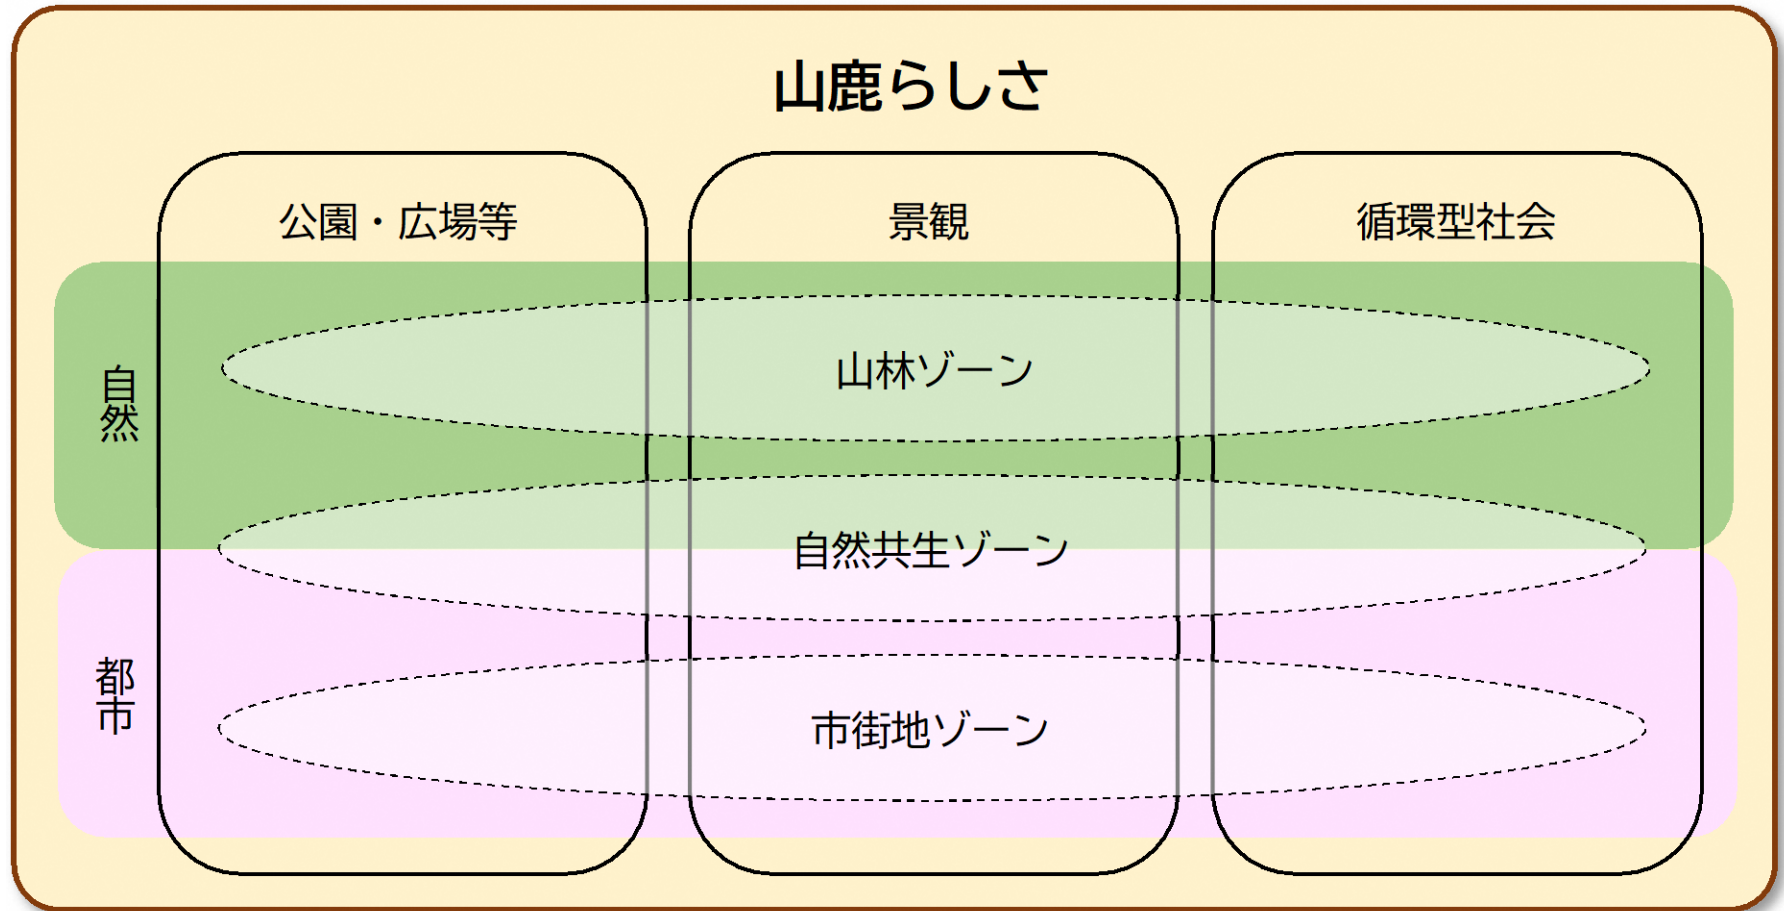 山鹿らしさ
公園・広場等
景観
循環型社会
自然
山林ゾーン
自然共生ゾーン
都市
市街地ゾーン